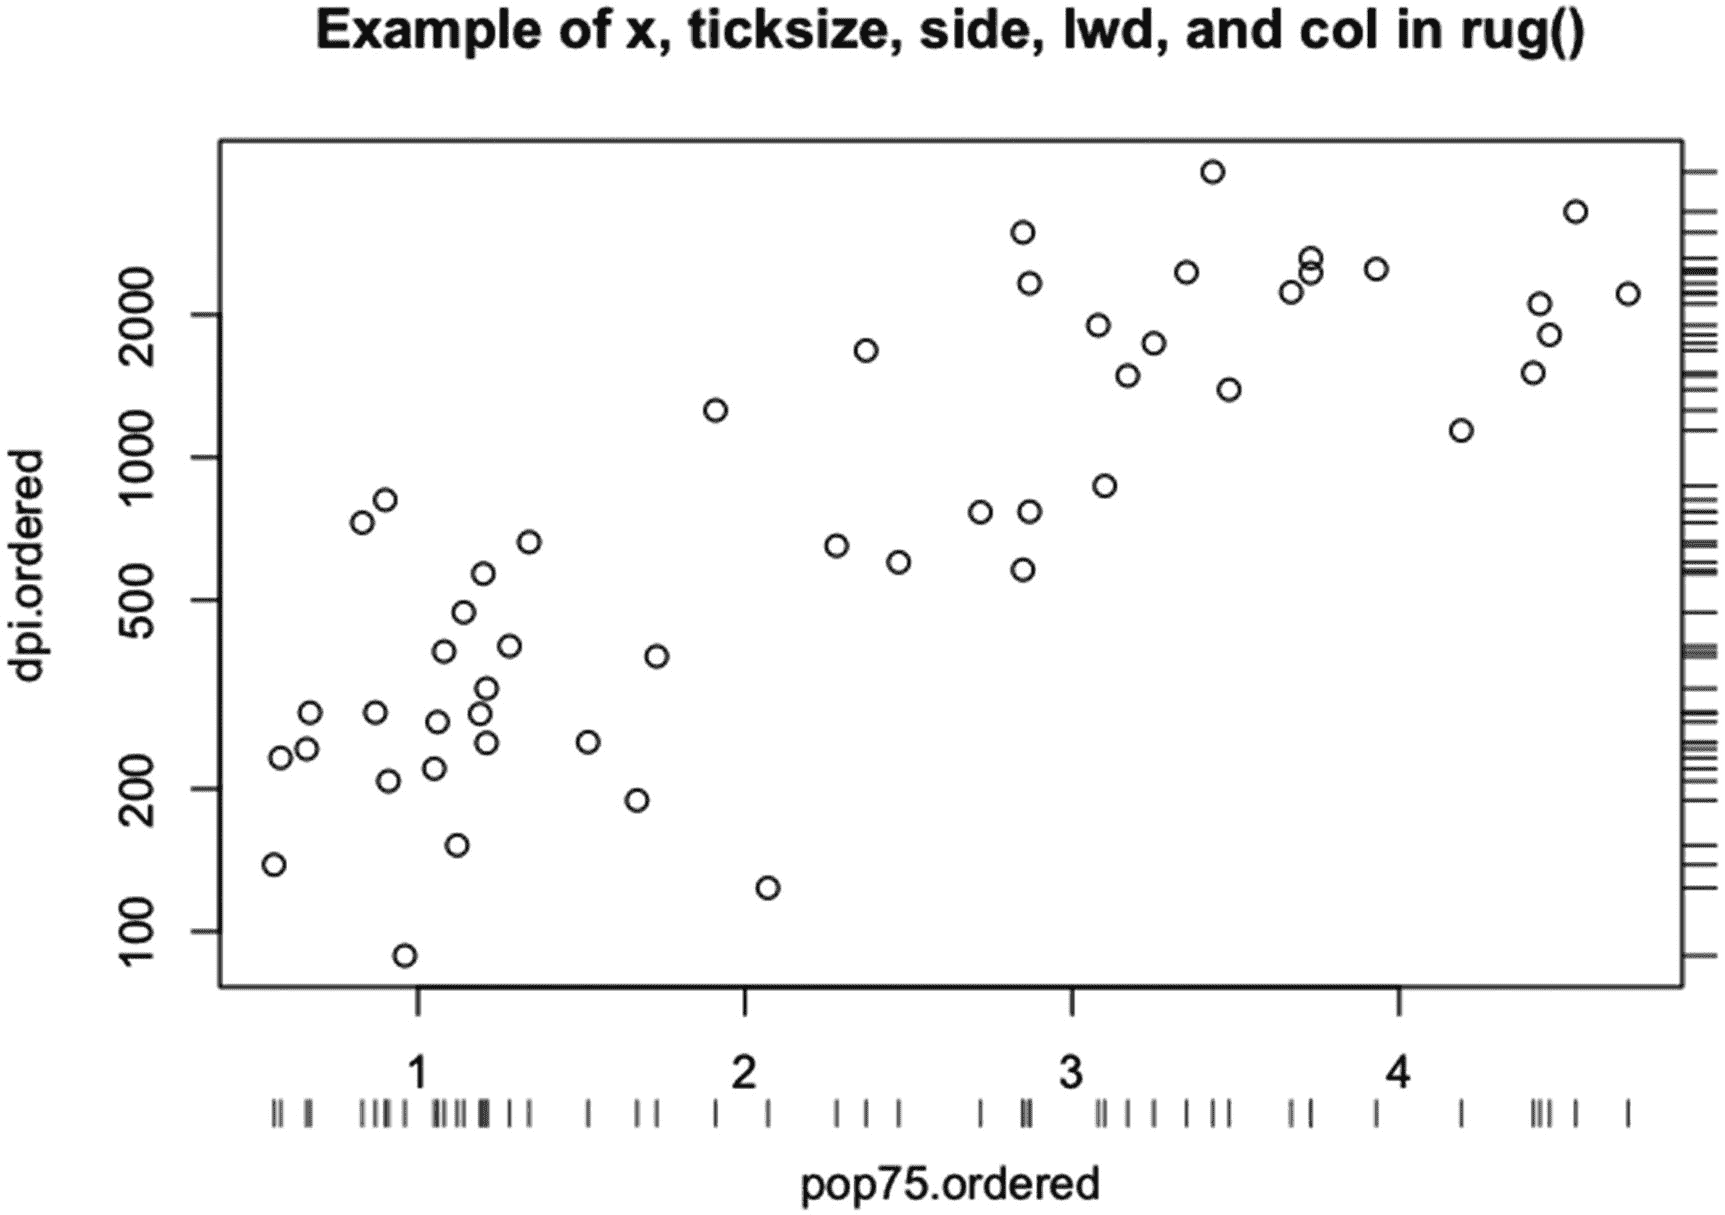 Example of x, ticksize, side, lwd, and col in rug()
dpi.ordered
2000
1000
500
200
100
1 2 3 4
pop75.ordered